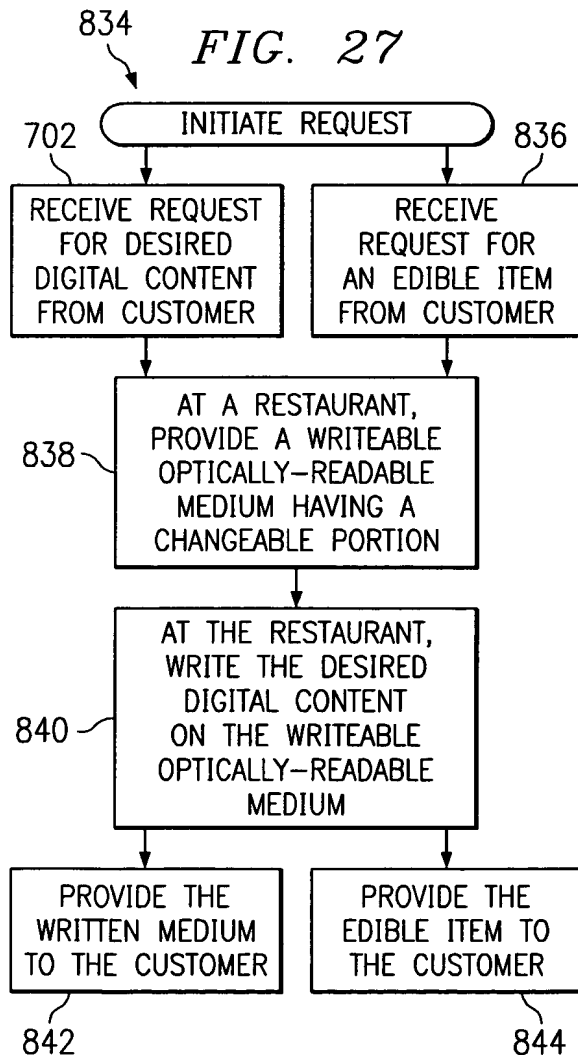 834
FIG. 27
INITIATE REQUEST
702
836
RECEIVE REQUEST
FOR DESIRED
DIGITAL CONTENT
FROM CUSTOMER
RECEIVE
REQUEST FOR
AN EDIBLE ITEM
FROM CUSTOMER
838
AT A RESTAURANT,
PROVIDE A WRITEABLE
OPTICALLY-READABLE
MEDIUM HAVING A
CHANGEABLE PORTION
840
AT THE RESTAURANT,
WRITE THE DESIRED
DIGITAL CONTENT
ON THE WRITEABLE
OPTICALLY-READABLE
MEDIUM
PROVIDE THE
WRITTEN MEDIUM
TO THE CUSTOMER
PROVIDE THE
EDIBLE ITEM TO
THE CUSTOMER
842
844